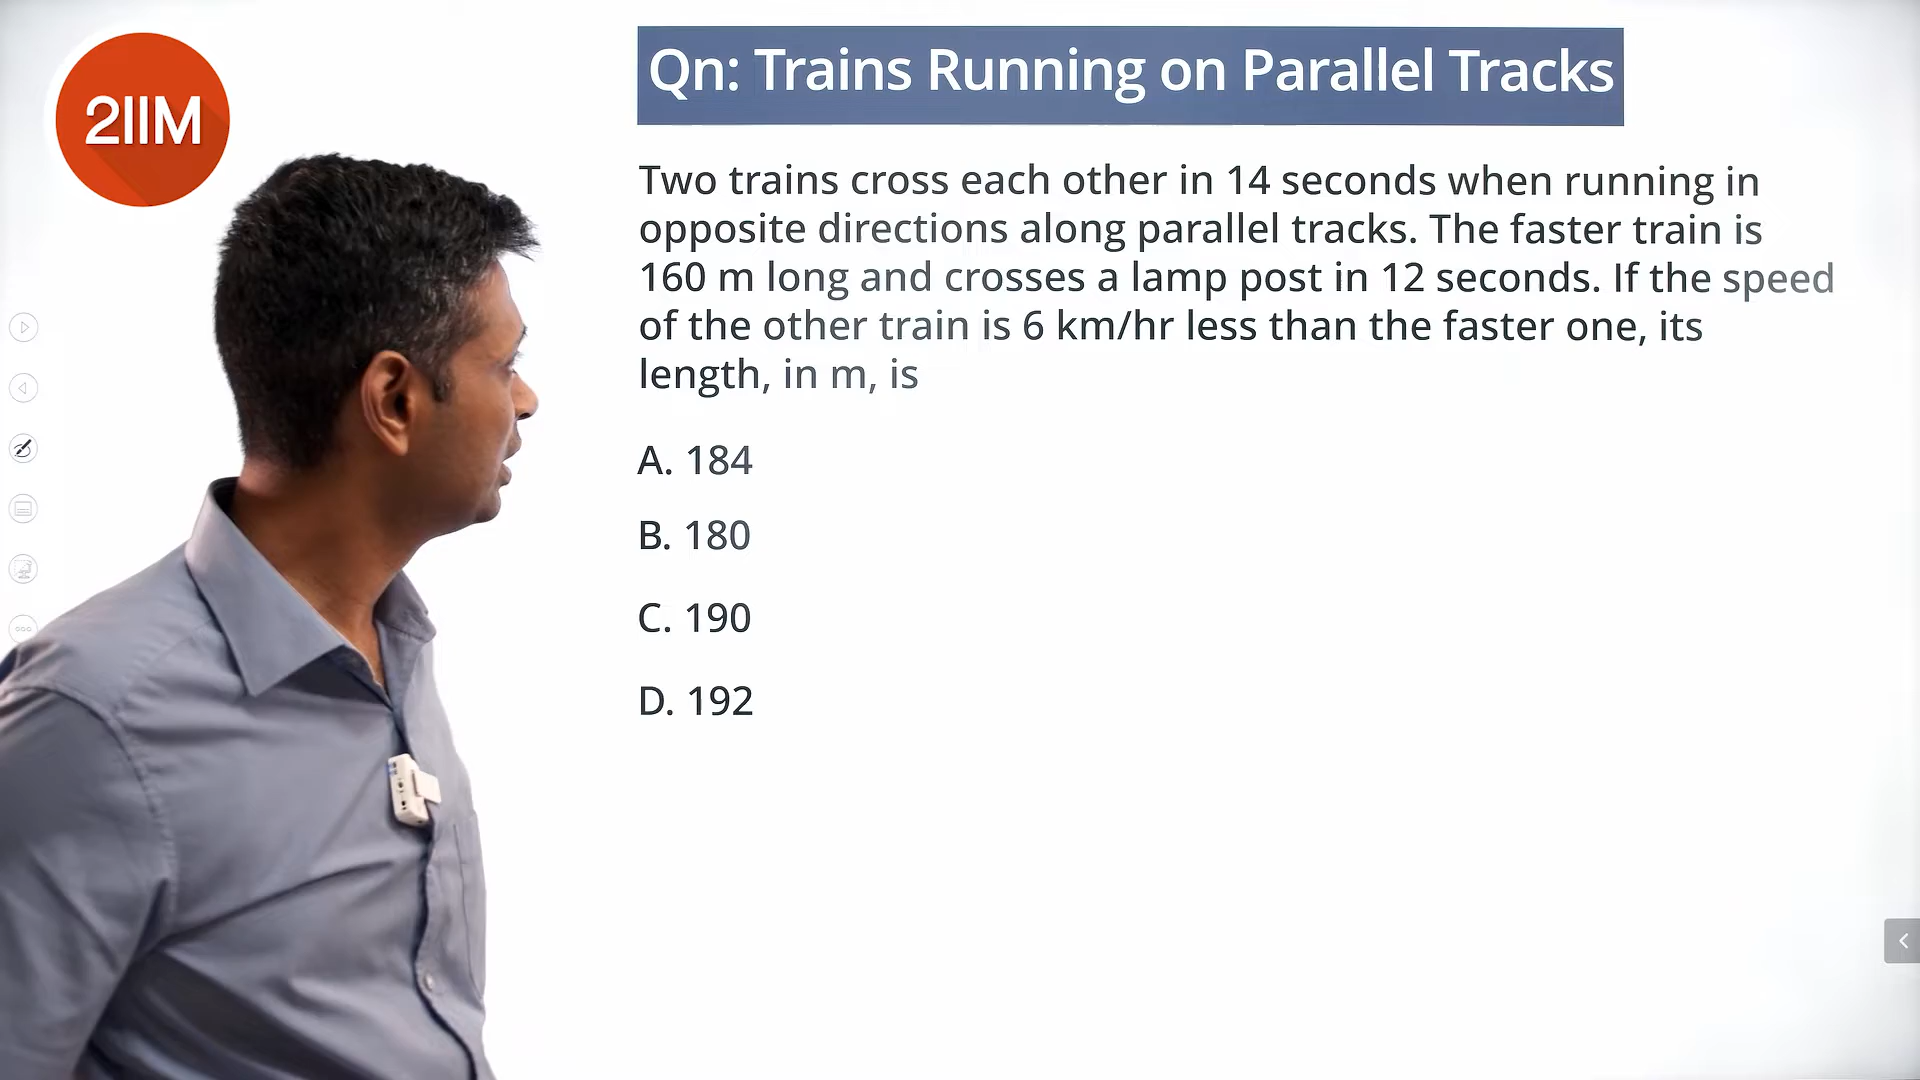 2IIM
Qn: Trains Running on Parallel Tracks
Two trains cross each other in 14 seconds when running in
opposite directions along parallel tracks. The faster train is
160 m long and crosses a lamp post in 12 seconds. If the speed
of the other train is 6 km/hr less than the faster one, its
length, in m, is
A. 184
B. 180
C. 190
D. 192